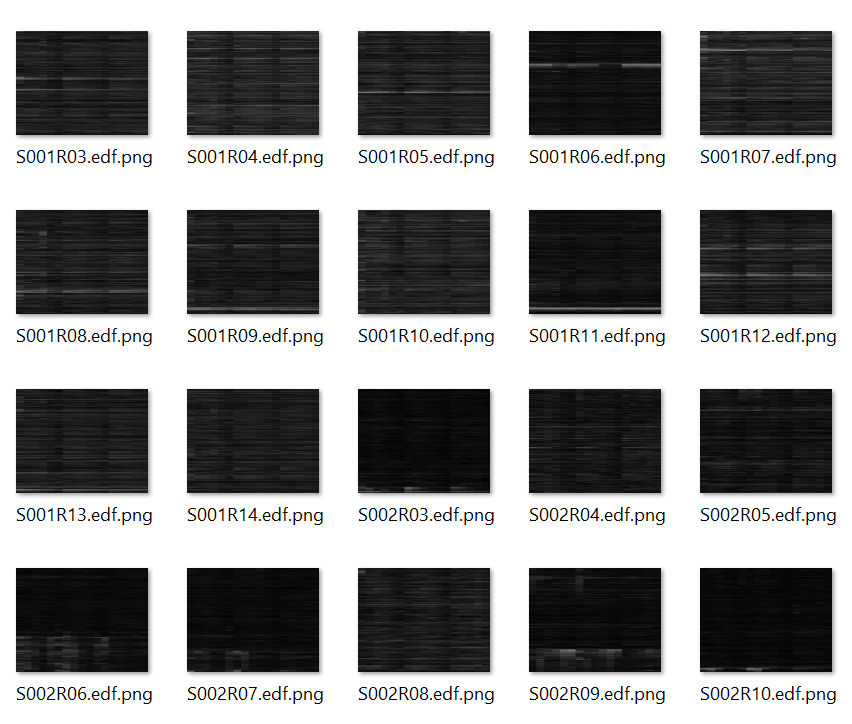 S001R03.edf.png S001R04.edf.png S001R05.edf.png S001R06.edf.png S001R07.edf.png
S001R08.edf.png S001R09.edf.png S001R10.edf.png S001R11.edf.png S001R12.edf.png
S001R13.edf.png S001R14.edf.png S002R03.edf.png S002R04.edf.png S002R05.edf.png
S002R06.edf.png S002R07.edf.png S002R08.edf.png S002R09.edf.png S002R10.edf.png